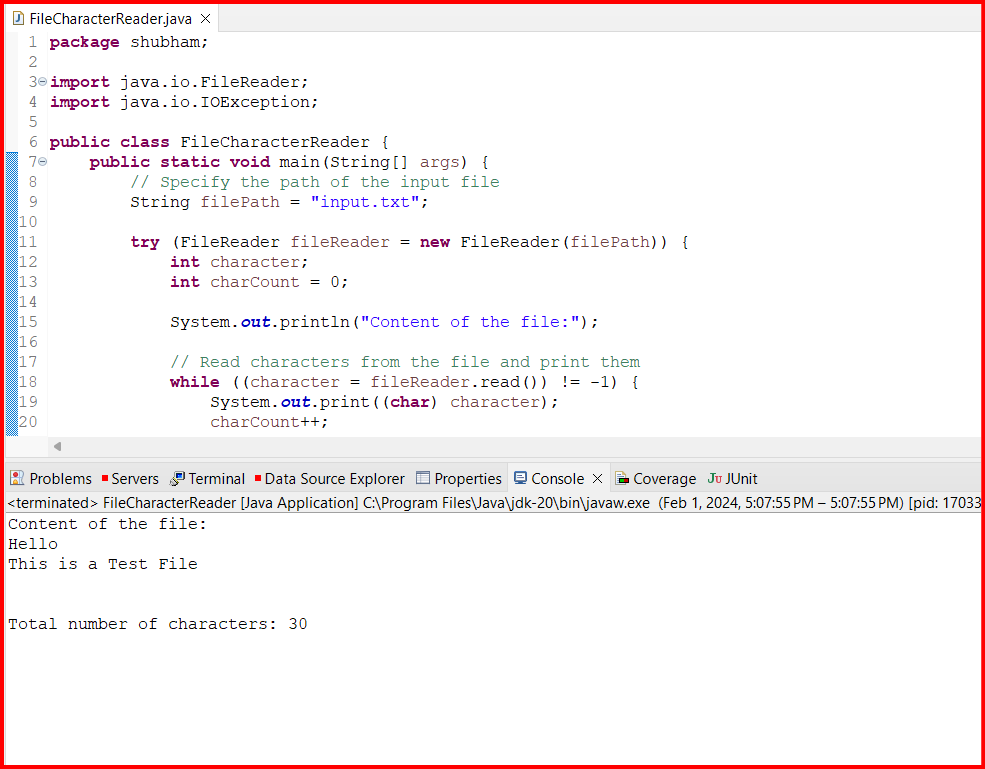 FileCharacterReader.java
1 package shubham;
2
3 import java.io.FileReader;
4 import java.io.IOException;
5
6 public class FileCharacterReader {
7     public static void main(String[] args) {
8         // Specify the path of the input file
9         String filePath = "input.txt";
10
11         try (FileReader fileReader = new FileReader(filePath)) {
12             int character;
13             int charCount = 0;
14
15             System.out.println("Content of the file:");
16
17             // Read characters from the file and print them
18             while ((character = fileReader.read()) != -1) {
19                 System.out.print((char) character);
20                 charCount++;
Problems Servers Terminal Data Source Explorer Properties Console Coverage JUnit
<terminated> FileCharacterReader [Java Application] C:\Program Files\Java\jdk-20\bin\javaw.exe (Feb 1, 2024, 5:07:55 PM – 5:07:55 PM) [pid: 17033
Content of the file:
Hello
This is a Test File
Total number of characters: 30